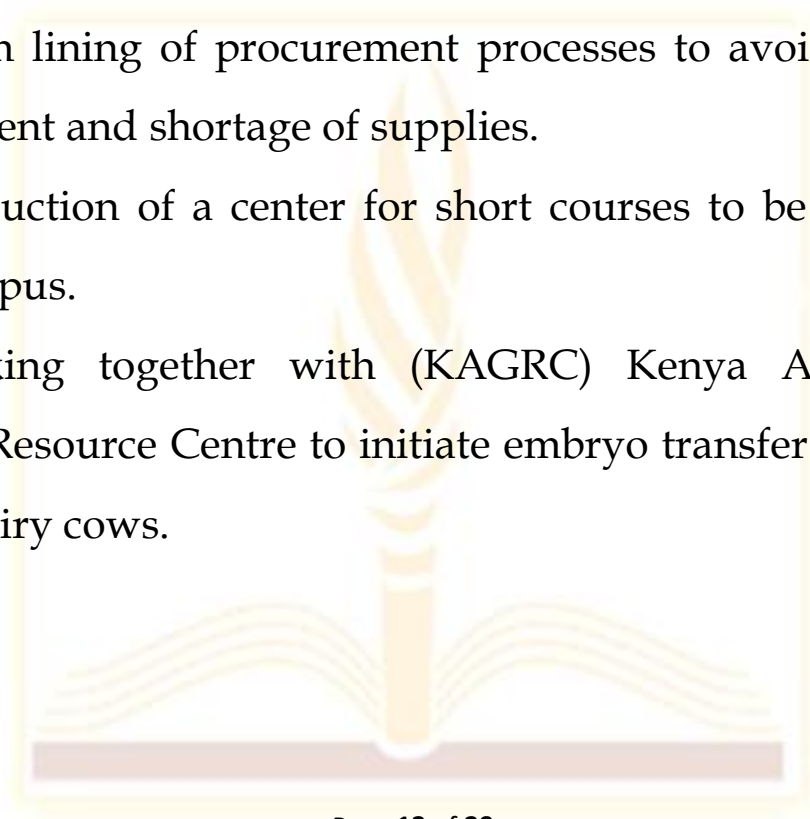 n lining of procurement processes to avoi
ent and shortage of supplies.
uction of a center for short courses to be
pus.
king together with (KAGRC) Kenya A
Resource Centre to initiate embryo transfer
iry cows.